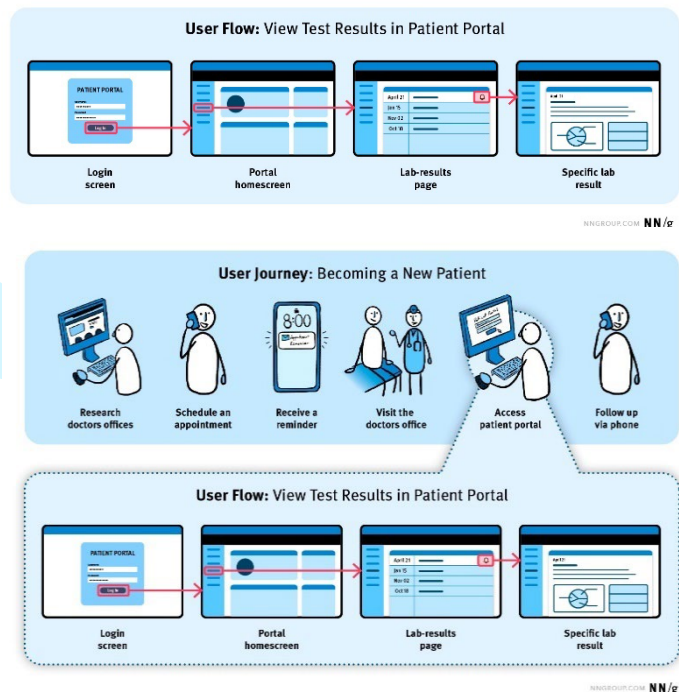 User Flow: View Test Results in Patient Portal
PATIENT PORTAL
Log In
April 21
Jan 15
Nov 02
Oct 18
April 21
Login
screen
Portal
homescreen
Lab-results
page
Specific lab
result
NNGROUP.COM NN/g
User Journey: Becoming a New Patient
8:00
Research
doctors offices
Schedule an
appointment
Receive a
reminder
Visit the
doctors office
Access
patient portal
Follow up
via phone
User Flow: View Test Results in Patient Portal
PATIENT PORTAL
Log In
April 21
Jan 15
Nov 02
Oct 18
April 21
Login
screen
Portal
homescreen
Lab-results
page
Specific lab
result
NNGROUP.COM NN/g